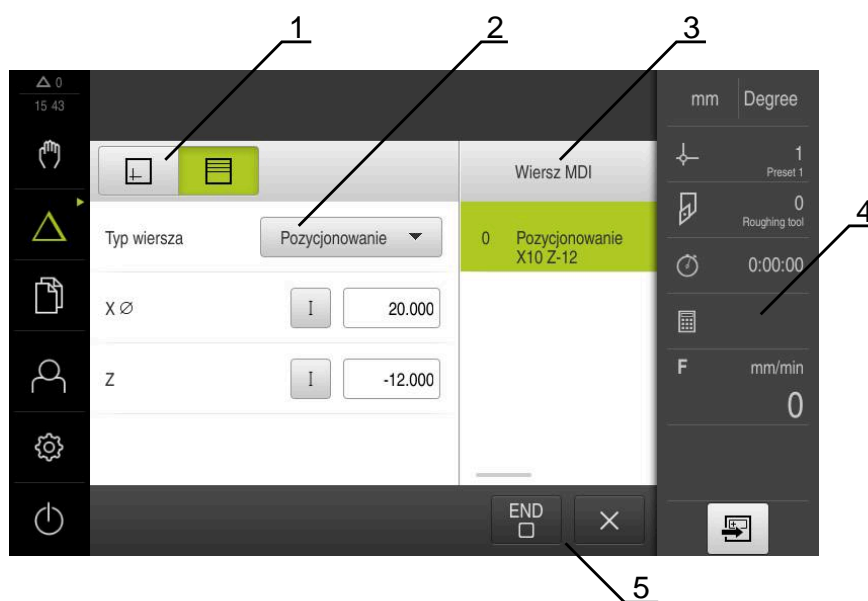 1
2
3
0
15 43
mm
Degree
Wiersz MDI
1
Preset 1
Typ wiersza
Pozycjonowanie
0 Pozycjonowanie
X10 Z-12
0
Roughing tool
4
0:00:00
X Ø
I
20.000
Z
I
-12.000
F
mm/min
0
END
5